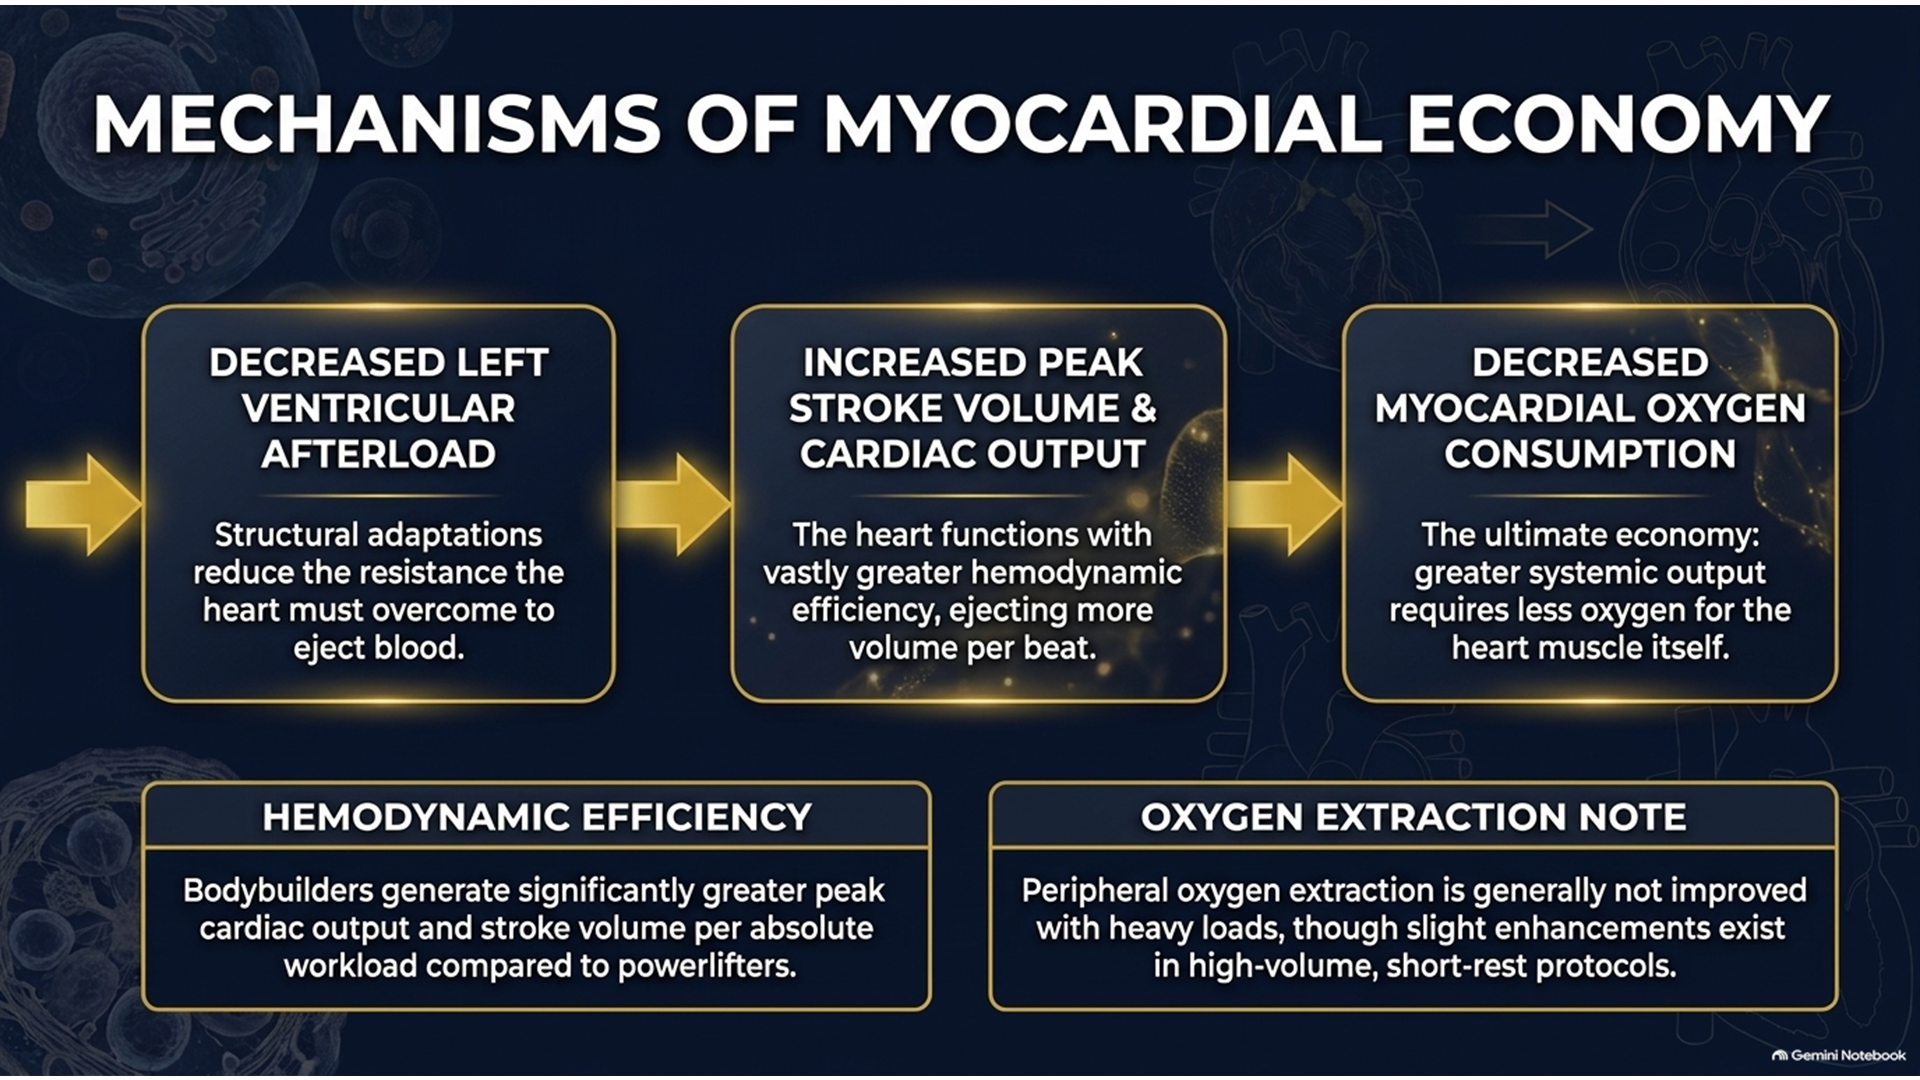 MECHANISMS OF MYOCARDIAL ECONOMY
DECREASED LEFT
VENTRICULAR
AFTERLOAD
Structural adaptations
reduce the resistance the
heart must overcome to
eject blood.
INCREASED PEAK
STROKE VOLUME &
CARDIAC OUTPUT
The heart functions with
vastly greater hemodynamic
efficiency, ejecting more
volume per beat.
DECREASED
MYOCARDIAL OXYGEN
CONSUMPTION
The ultimate economy:
greater systemic output
requires less oxygen for the
heart muscle itself.
HEMODYNAMIC EFFICIENCY
Bodybuilders generate significantly greater peak
cardiac output and stroke volume per absolute
workload compared to powerlifters.
OXYGEN EXTRACTION NOTE
Peripheral oxygen extraction is generally not improved
with heavy loads, though slight enhancements exist
in high-volume, short-rest protocols.
Gemini Notebook